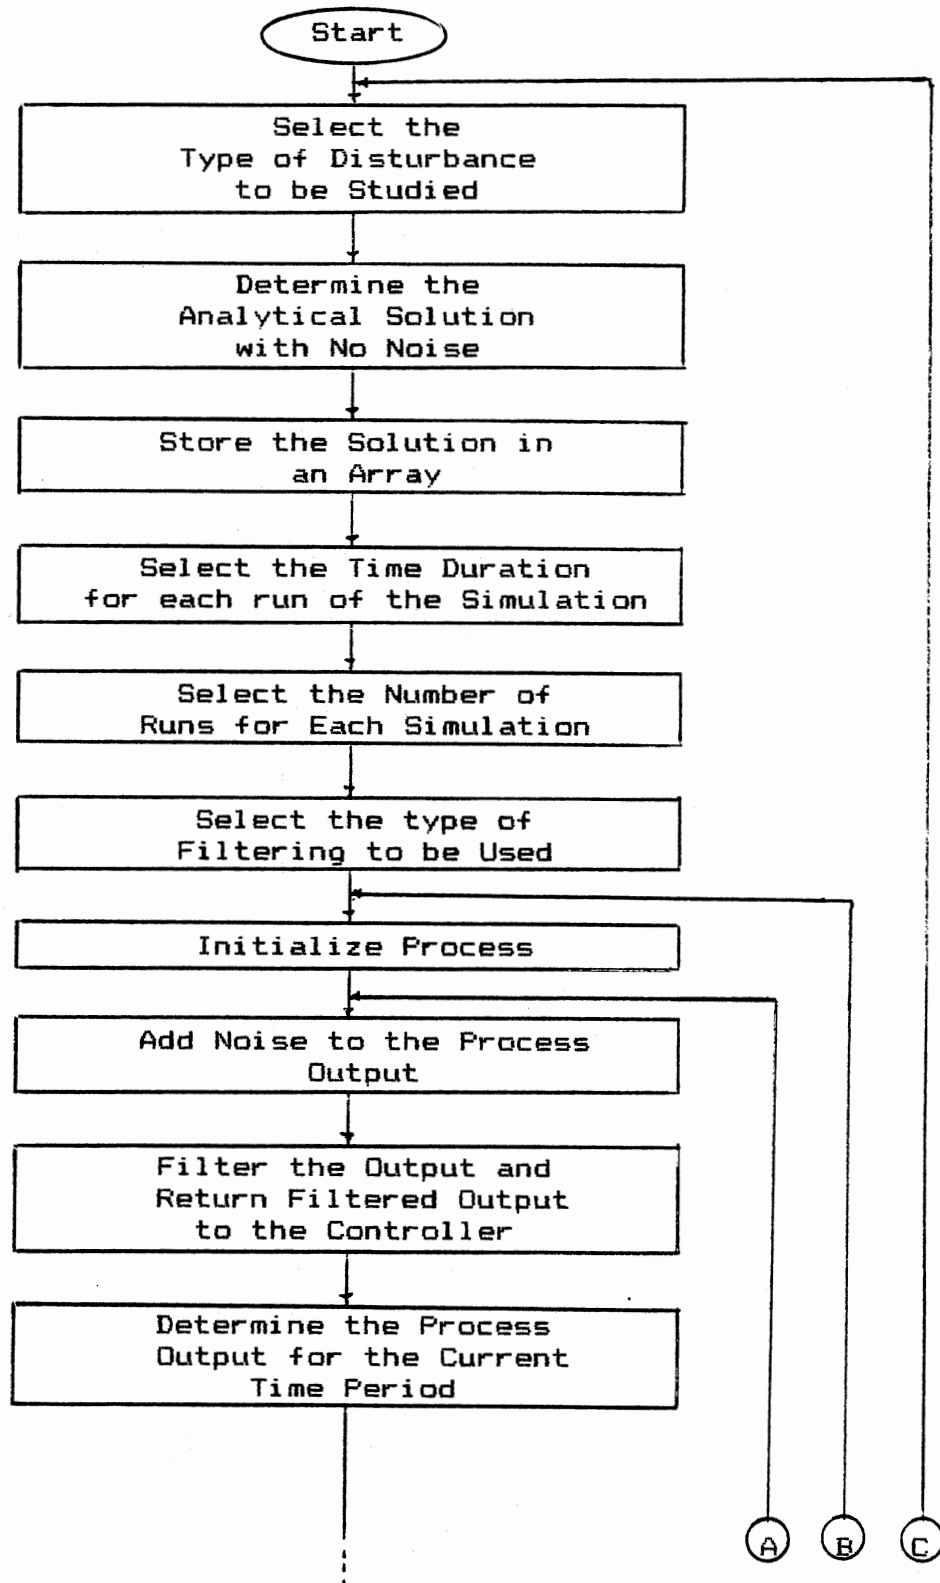 Start
Select the
Type of Disturbance
to be Studied
Determine the
Analytical Solution
with No Noise
Store the Solution in
an Array
Select the Time Duration
for each run of the Simulation
Select the Number of
Runs for Each Simulation
Select the type of
Filtering to be Used
Initialize Process
Add Noise to the Process
Output
Filter the Output and
Return Filtered Output
to the Controller
Determine the Process
Output for the Current
Time Period
A B C